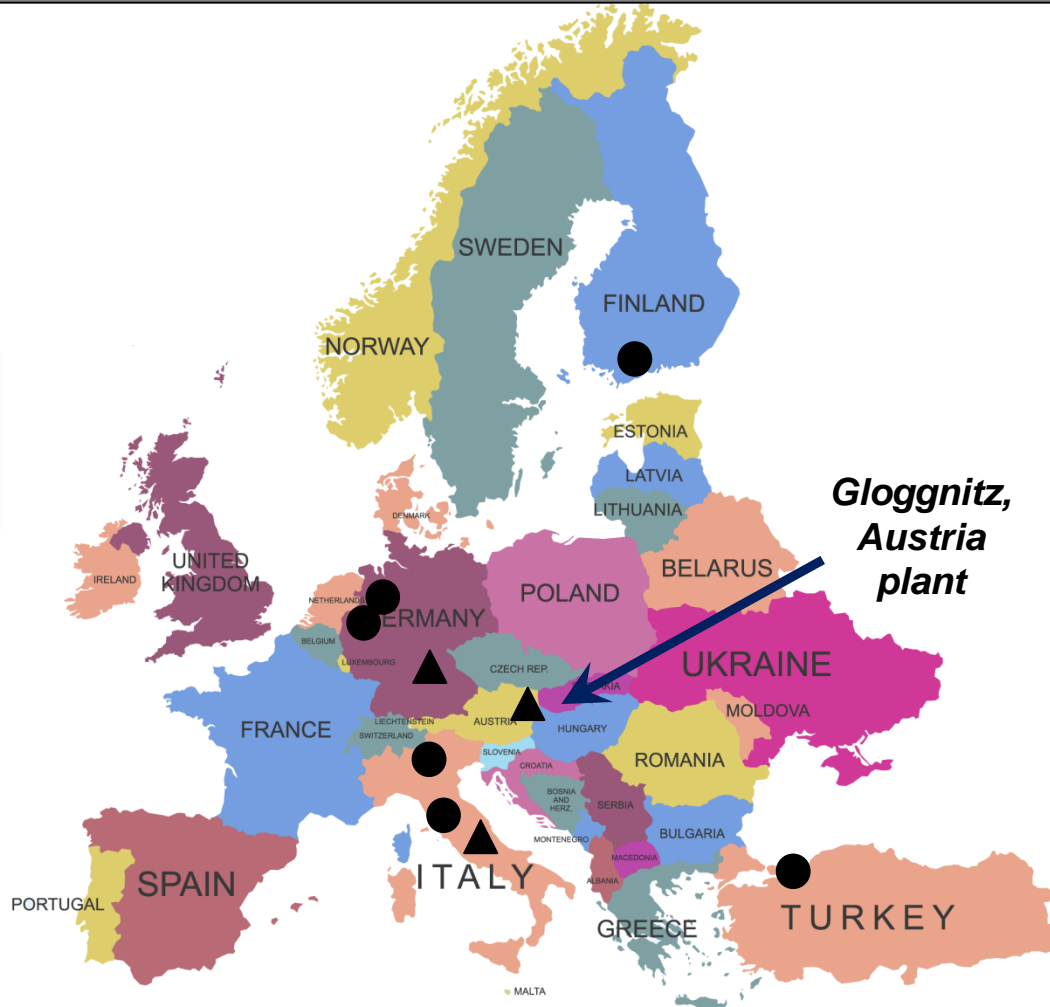 SWEDEN
FINLAND
NORWAY
ESTONIA
LATVIA
LITHUANIA
DENMARK
Gloggnitz,
Austria
plant
UNITED
KINGDOM
IRELAND
NETHERLANDS
ERMANY
POLAND
BELARUS
BELGIUM
LUXEMBOURG
CZECH REP.
UKRAINE
MOLDOVA
FRANCE
LIECHTENSTEIN
SWITZERLAND
AUSTRIA
HUNGARY
SLOVENIA
CROATIA
ROMANIA
BOSNIA
AND
HERZ.
SERBIA
MONTENEGRO
BULGARIA
MACEDONIA
ALBANIA
ITALY
SPAIN
PORTUGAL
GREECE
TURKEY
MALTA